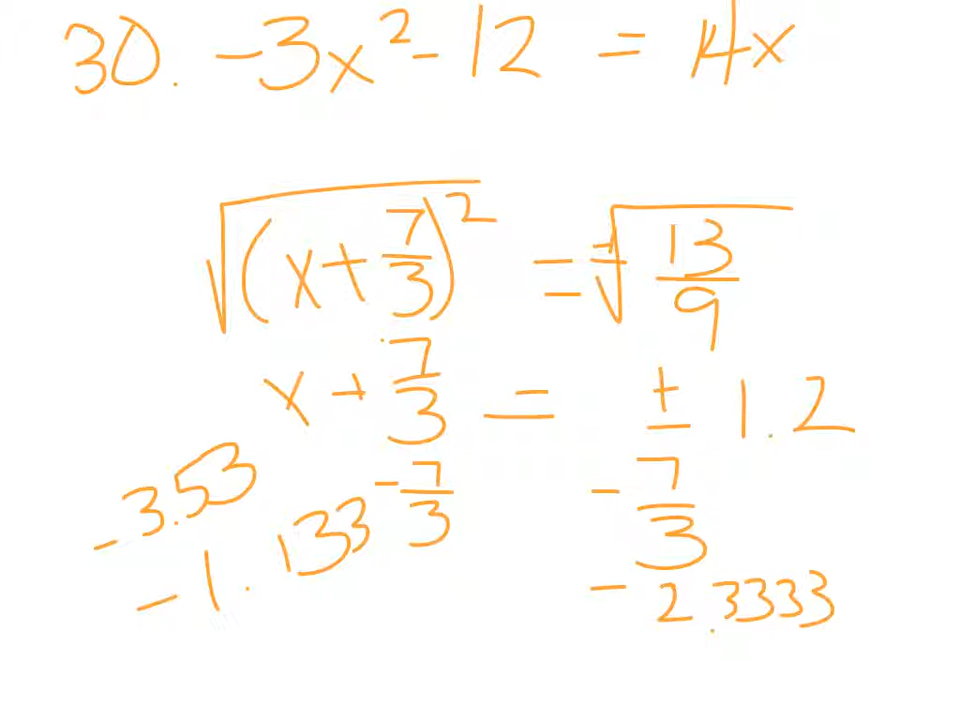 30. -3x² - 12 = 14x
√(x + 7/3)² = ±√13/9
x + 7/3 = ± 1.2
-7/3 -7/3
-3.53
-1.133
-2.3333